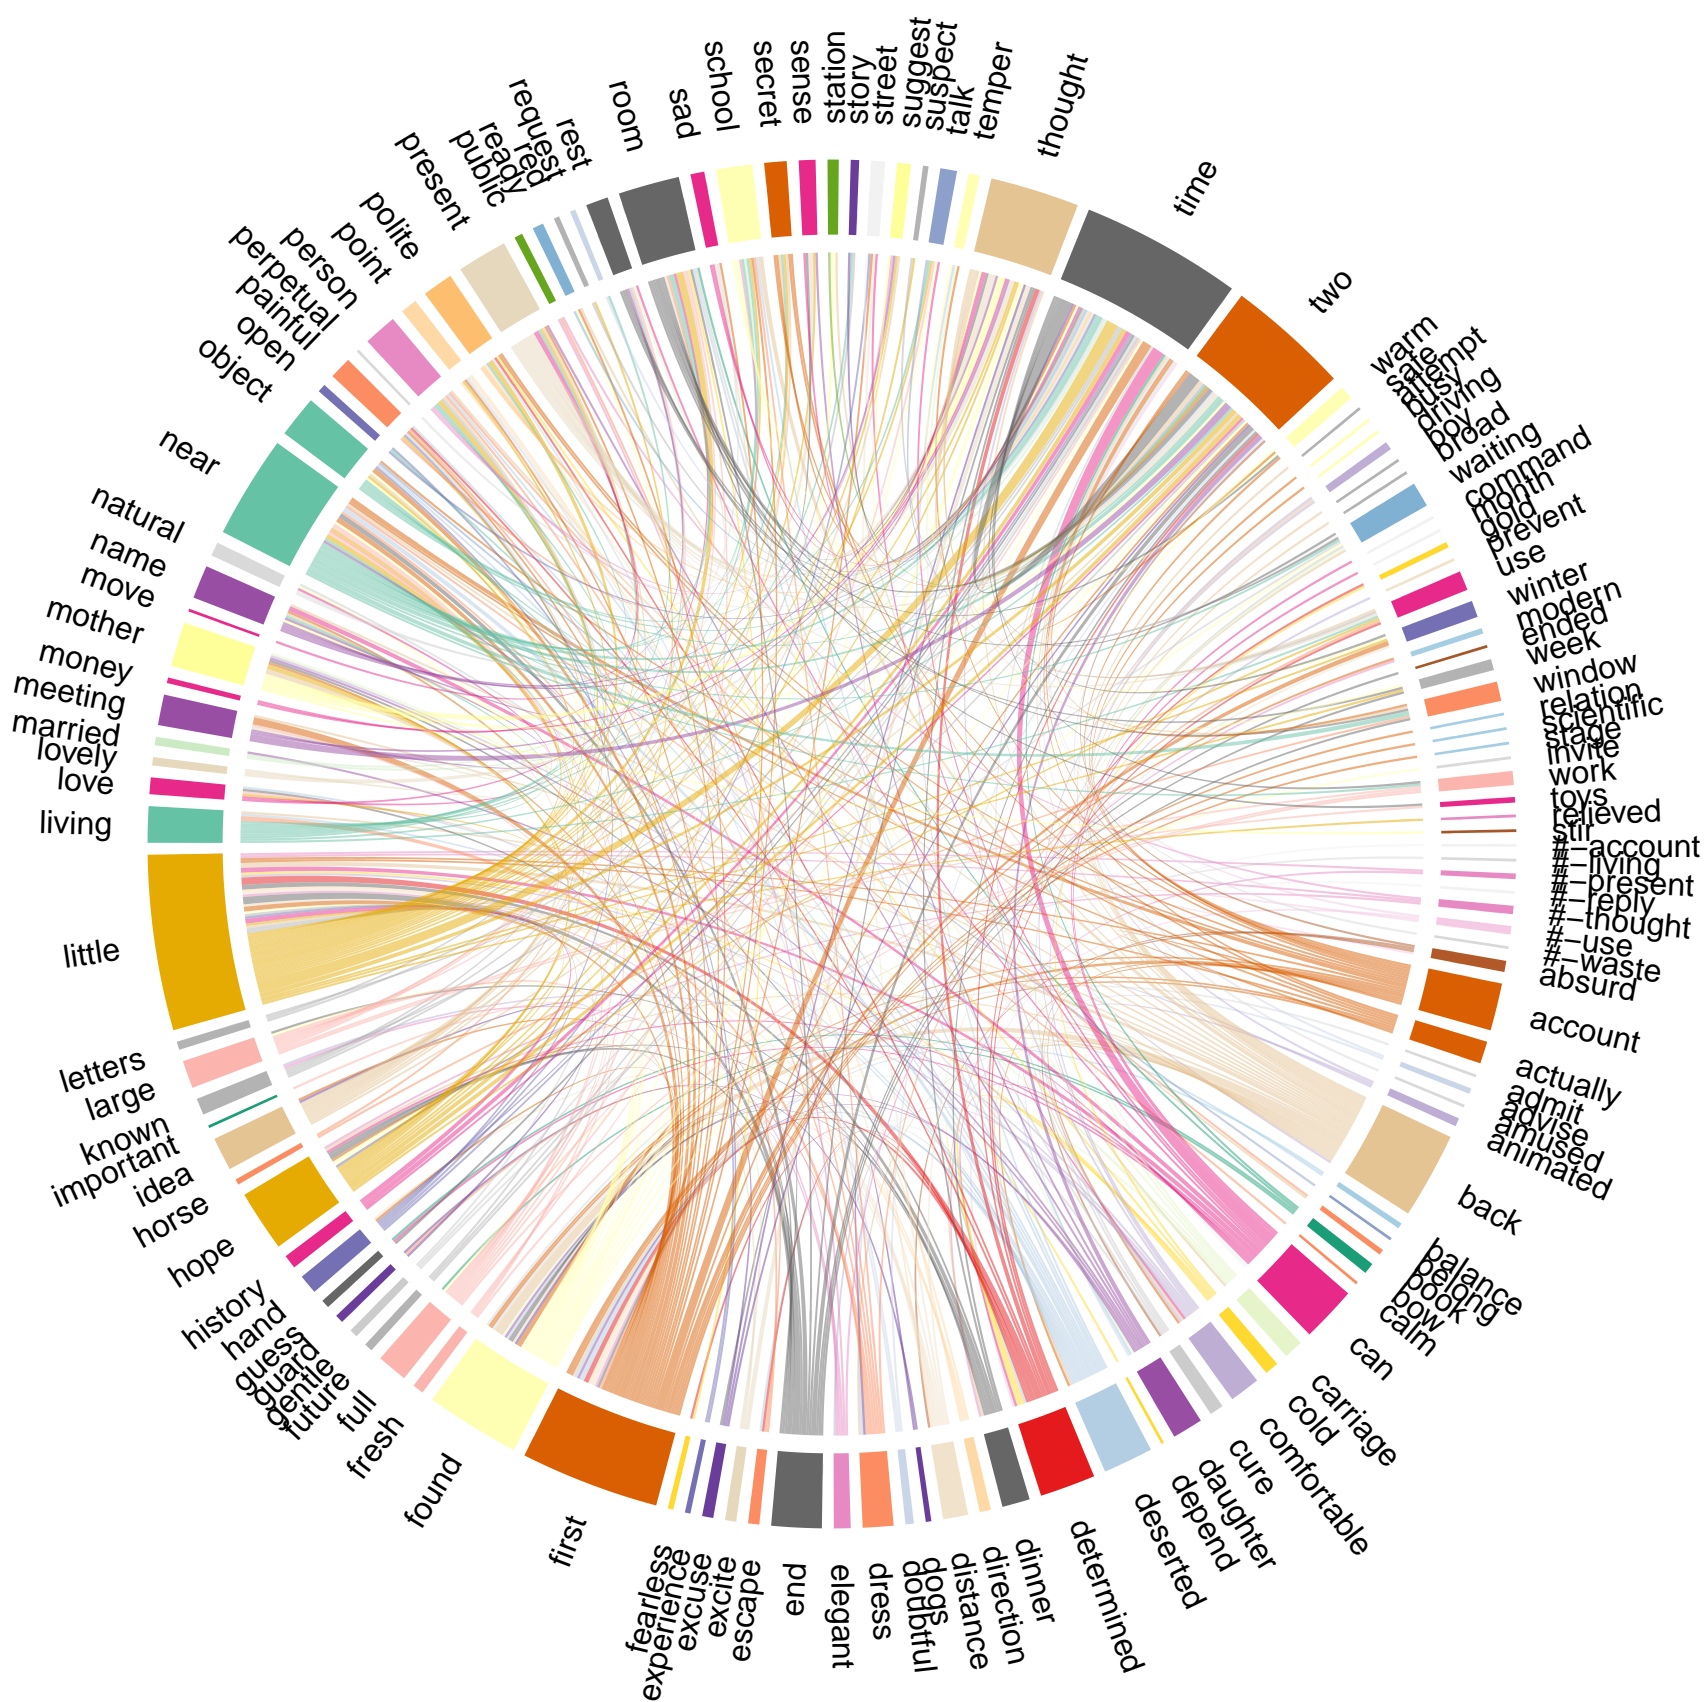 station
story
street
suggest
suspect
talk
temper
thought
time
two
warm
safe
attempt
busy
driving
boy
broad
waiting
command
month
gold
prevent
use
winter
modern
ended
week
window
relation
scientific
stage
invite
work
toys
relieved
stir
#−account
#−living
#−present
#−reply
#−thought
#−use
#−waste
absurd
account
actually
admit
advise
amused
animated
back
balance
belong
book
bow
calm
can
carriage
cold
comfortable
cure
daughter
depend
deserted
determined
dinner
direction
distance
dogs
doubtful
dress
elegant
end
escape
excite
excuse
experience
fearless
first
found
fresh
full
future
gentle
guard
guess
hand
history
hope
horse
idea
important
known
large
letters
little
living
love
lovely
married
meeting
money
mother
move
name
natural
near
object
open
painful
perpetual
person
point
polite
present
public
ready
red
request
rest
room
sad
school
secret
sense